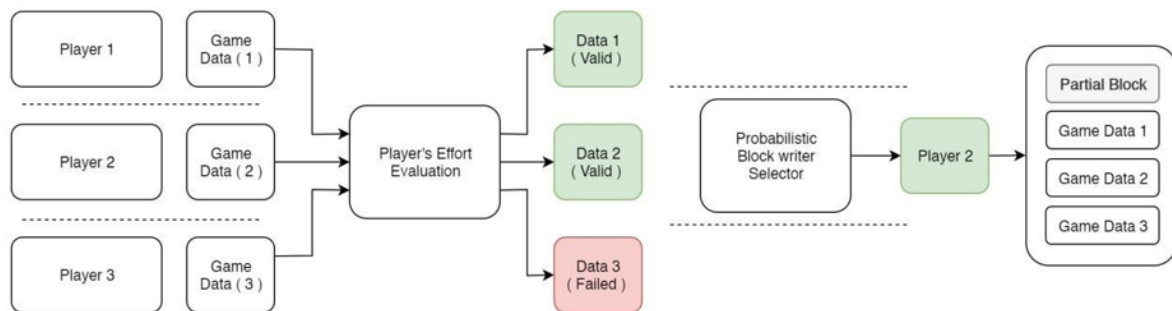 Player 1
Game
Data ( 1 )
Player 2
Game
Data ( 2 )
Player 3
Game
Data ( 3 )
Player's Effort
Evaluation
Data 1
( Valid )
Data 2
( Valid )
Data 3
( Failed )
Probabilistic
Block writer
Selector
Player 2
Partial Block
Game Data 1
Game Data 2
Game Data 3